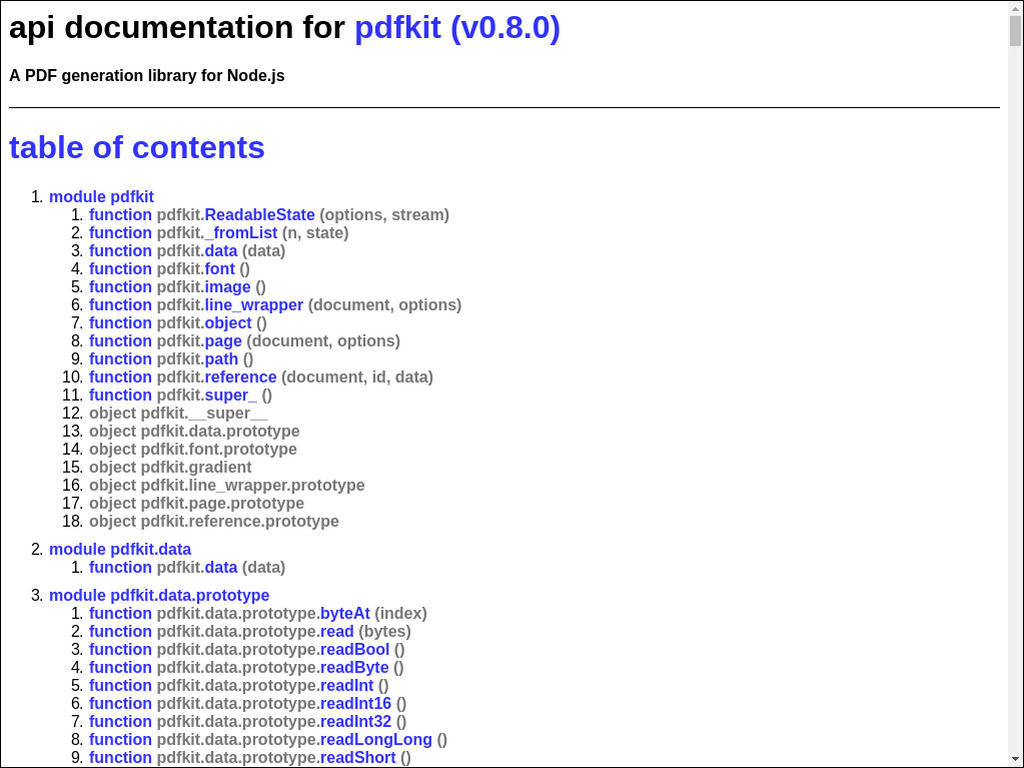 api documentation for pdfkit (v0.8.0)
A PDF generation library for Node.js
table of contents
1. module pdfkit
1. function pdfkit.ReadableState (options, stream)
2. function pdfkit._fromList (n, state)
3. function pdfkit.data (data)
4. function pdfkit.font ()
5. function pdfkit.image ()
6. function pdfkit.line_wrapper (document, options)
7. function pdfkit.object ()
8. function pdfkit.page (document, options)
9. function pdfkit.path ()
10. function pdfkit.reference (document, id, data)
11. function pdfkit.super_ ()
12. object pdfkit.__super__
13. object pdfkit.data.prototype
14. object pdfkit.font.prototype
15. object pdfkit.gradient
16. object pdfkit.line_wrapper.prototype
17. object pdfkit.page.prototype
18. object pdfkit.reference.prototype
2. module pdfkit.data
1. function pdfkit.data (data)
3. module pdfkit.data.prototype
1. function pdfkit.data.prototype.byteAt (index)
2. function pdfkit.data.prototype.read (bytes)
3. function pdfkit.data.prototype.readBool ()
4. function pdfkit.data.prototype.readByte ()
5. function pdfkit.data.prototype.readInt ()
6. function pdfkit.data.prototype.readInt16 ()
7. function pdfkit.data.prototype.readInt32 ()
8. function pdfkit.data.prototype.readLongLong ()
9. function pdfkit.data.prototype.readShort ()